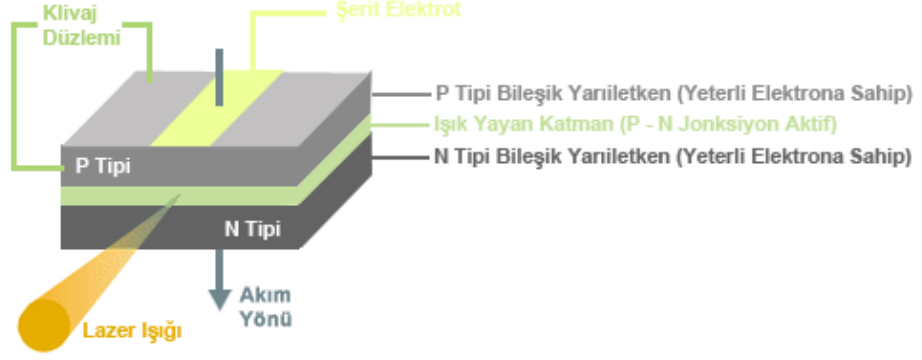 Klivaj
Düzlemi
Şerit Elektrot
P Tipi Bileşik Yarıiletken (Yeterli Elektrona Sahip)
Işık Yayan Katman (P - N Jonksiyon Aktif)
N Tipi Bileşik Yarıiletken (Yeterli Elektrona Sahip)
P Tipi
N Tipi
Akım
Yönü
Lazer Işığı